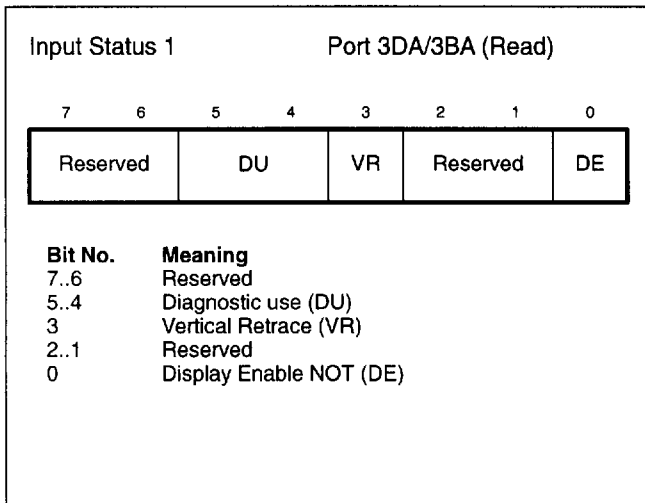 Input Status 1 Port 3DA/3BA (Read)
7 6 5 4 3 2 1 0
Reserved DU VR Reserved DE
Bit No. Meaning
7..6 Reserved
5..4 Diagnostic use (DU)
3 Vertical Retrace (VR)
2..1 Reserved
0 Display Enable NOT (DE)